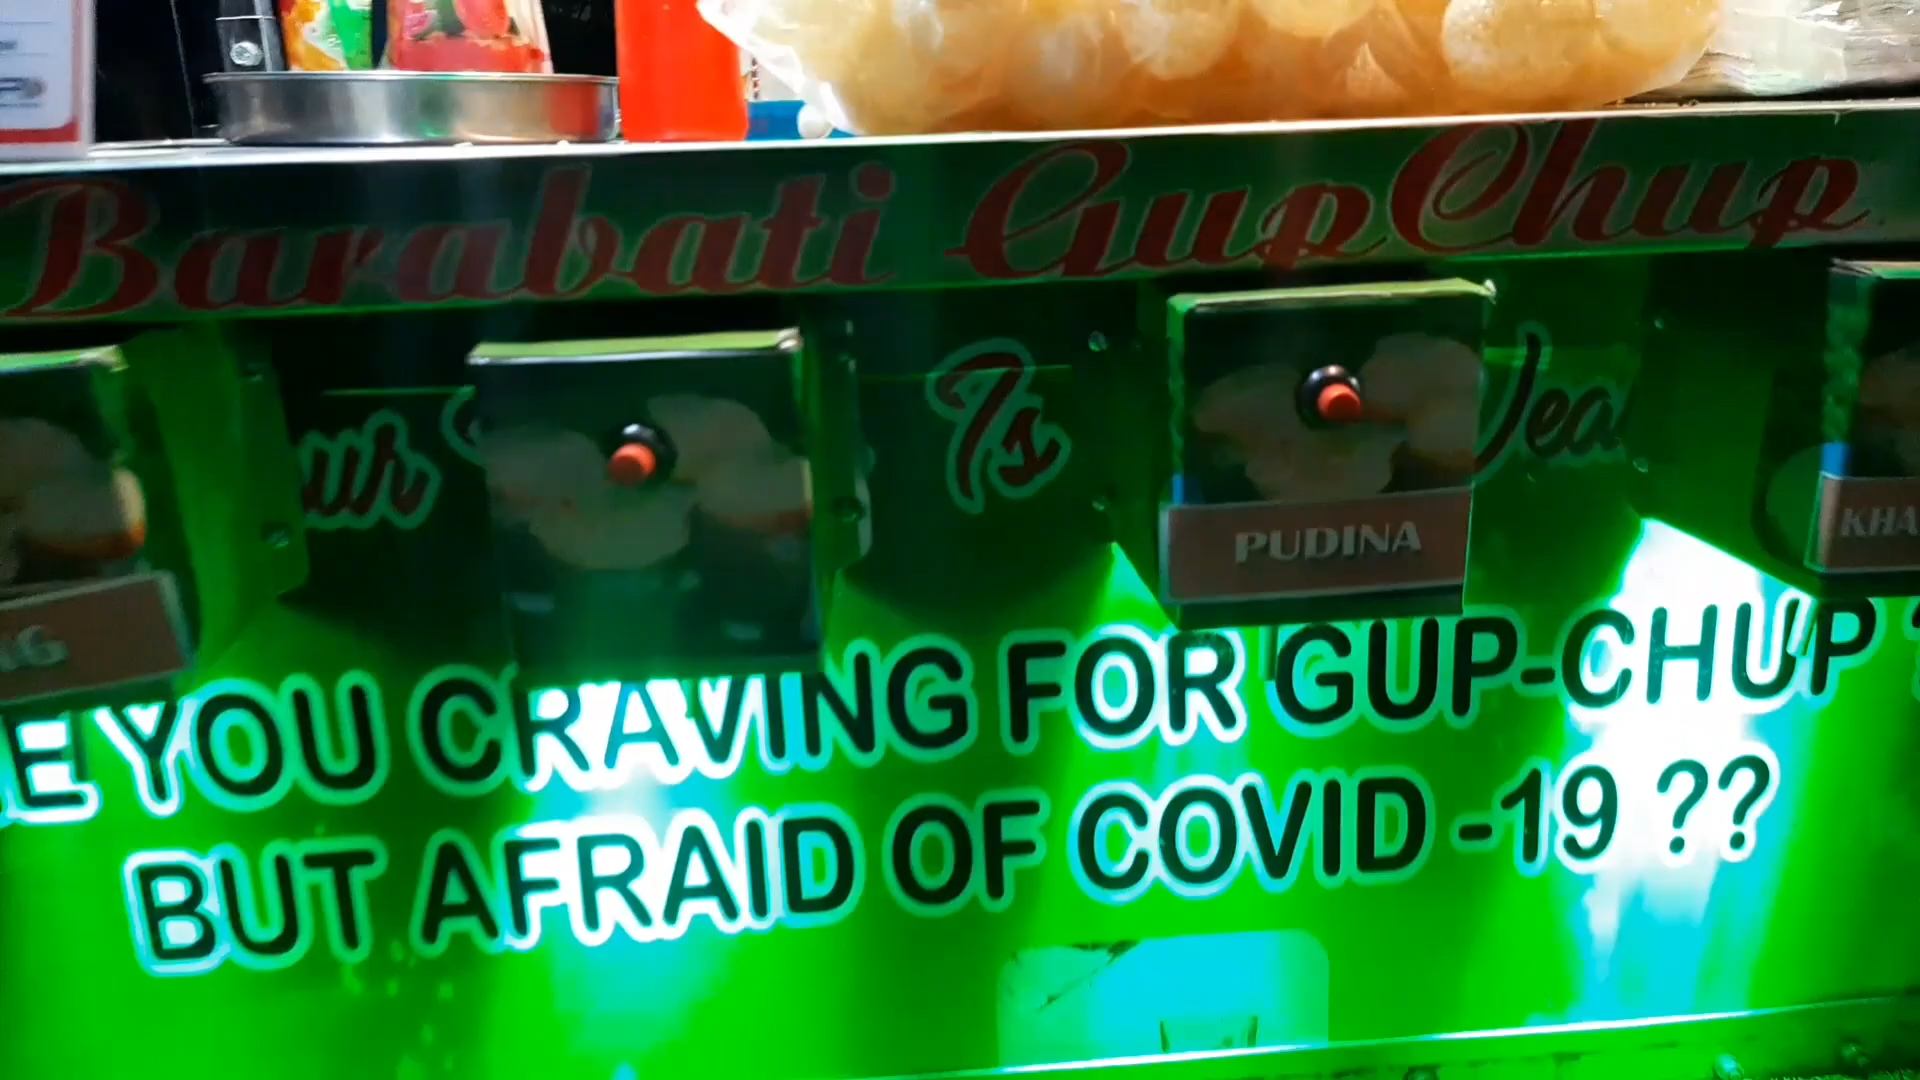 Barabati GupChup
Is
PUDINA
YOU CRAVING FOR GUP-CHUP ?
BUT AFRAID OF COVID -19 ??